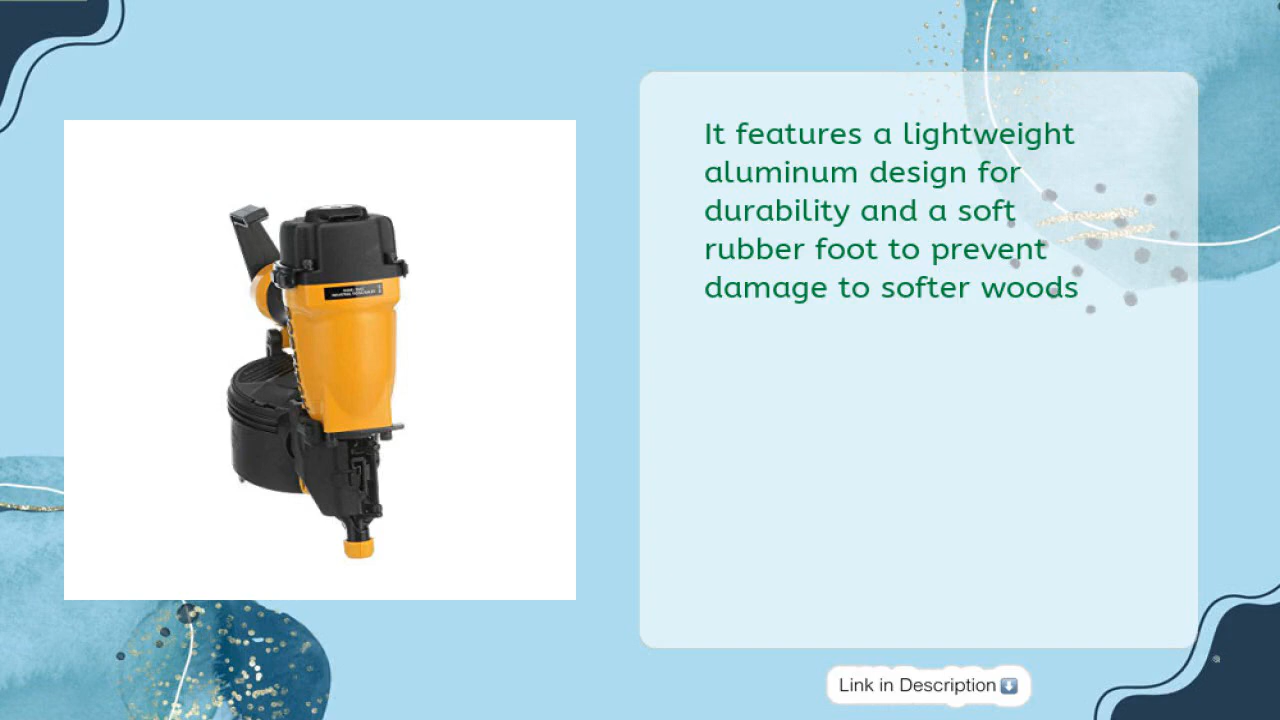 It features a lightweight
aluminum design for
durability and a soft
rubber foot to prevent
damage to softer woods
Link in Description⬇️